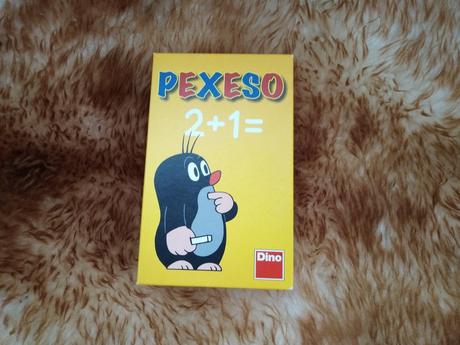 PEXESO
2+1=
Dino